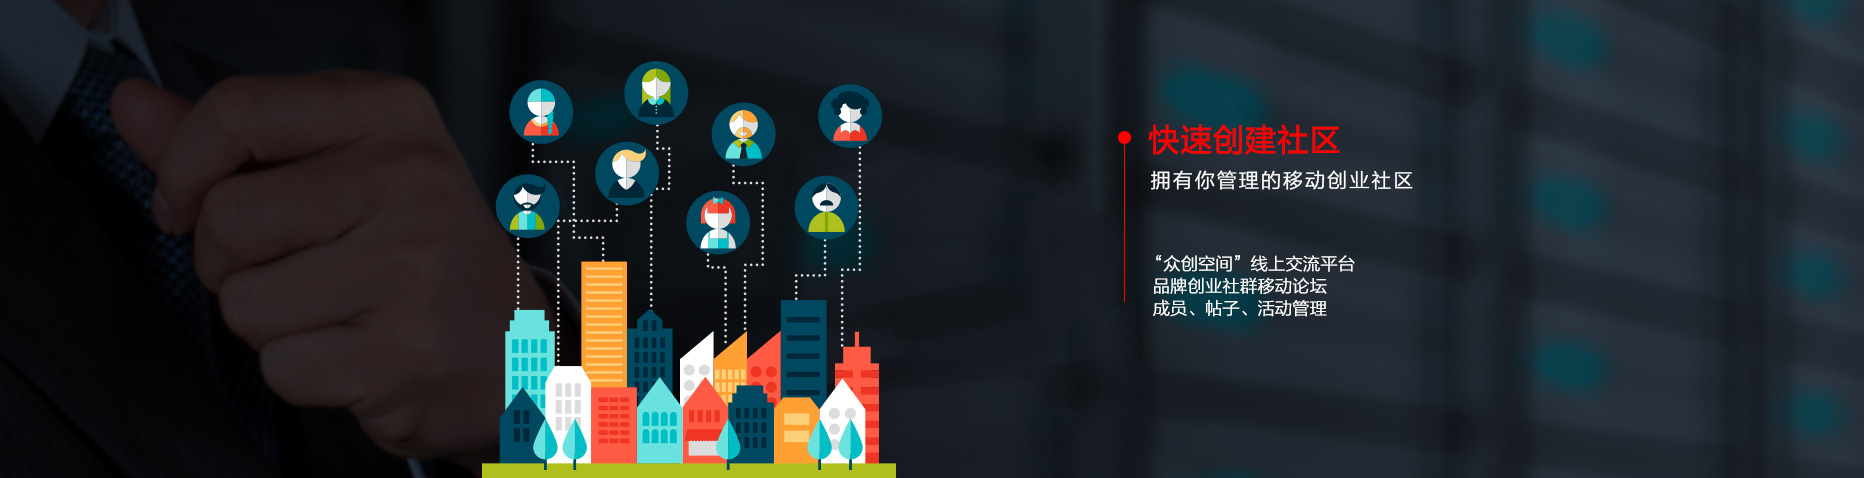 快速创建社区
拥有你管理的移动创业社区
“众创空间”线上交流平台
品牌创业社群移动论坛
成员、帖子、活动管理